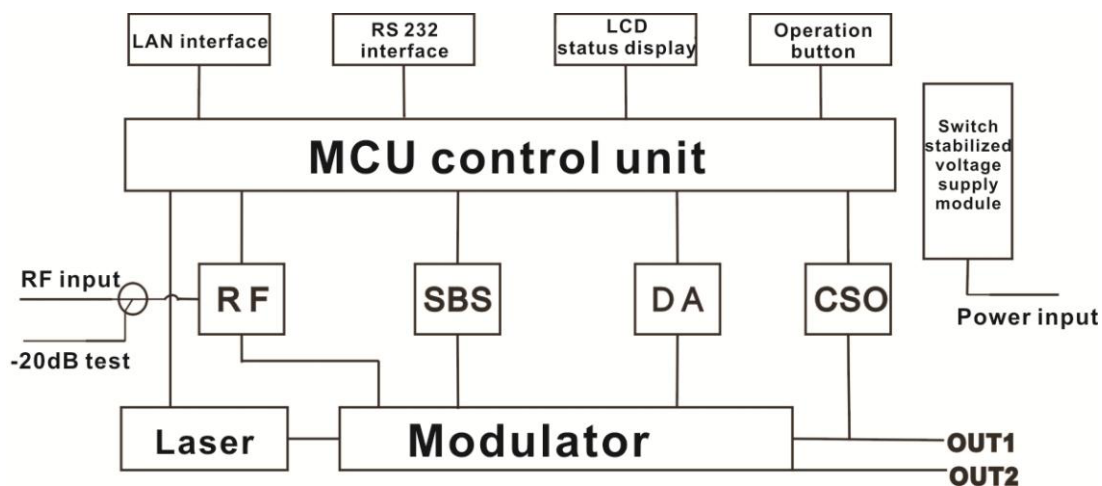 LAN interface
RS 232
interface
LCD
status display
Operation
button
MCU control unit
Switch
stabilized
voltage
supply
module
RF input
-20dB test
RF
SBS
DA
CSO
Power input
Laser
Modulator
OUT1
OUT2